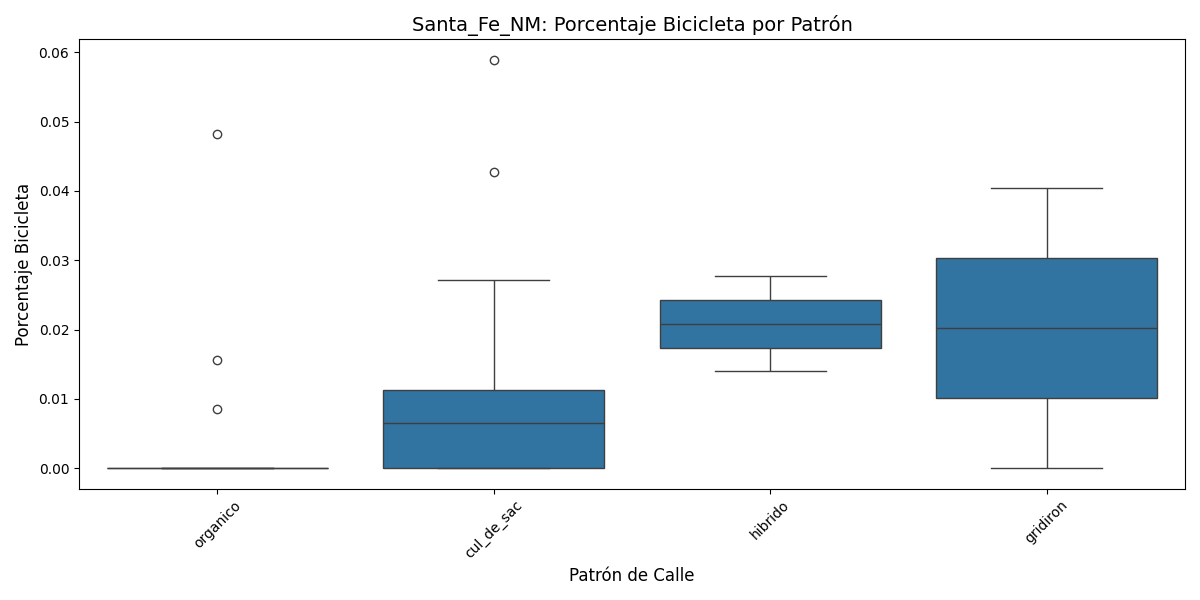 Santa_Fe_NM: Porcentaje Bicicleta por Patrón
Porcentaje Bicicleta
0.06
0.05
0.04
0.03
0.02
0.01
0.00
organico
cul_de_sac
hibrido
gridiron
Patrón de Calle